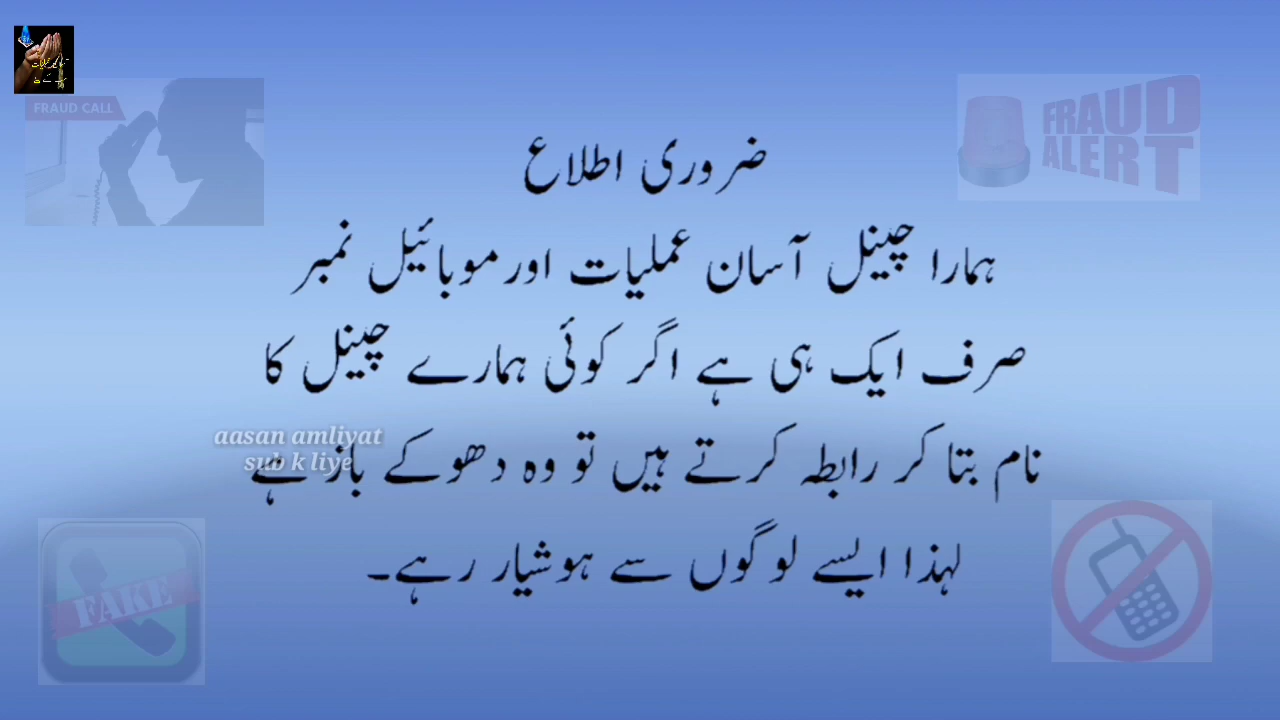 FRAUD CALL
FRAUD
ALERT
ضروری اطلاع
ہمارا چینل آسان عملیات اور موبائیل نمبر
صرف ایک ہی ہے اگر کوئی ہمارے چینل کا
نام بتا کر رابطہ کرتے ہیں تو وہ دھوکے باز ہے
لہذا ایسے لوگوں سے ہوشیار رہے۔
aasan amliyat
sub k liye
FAKE